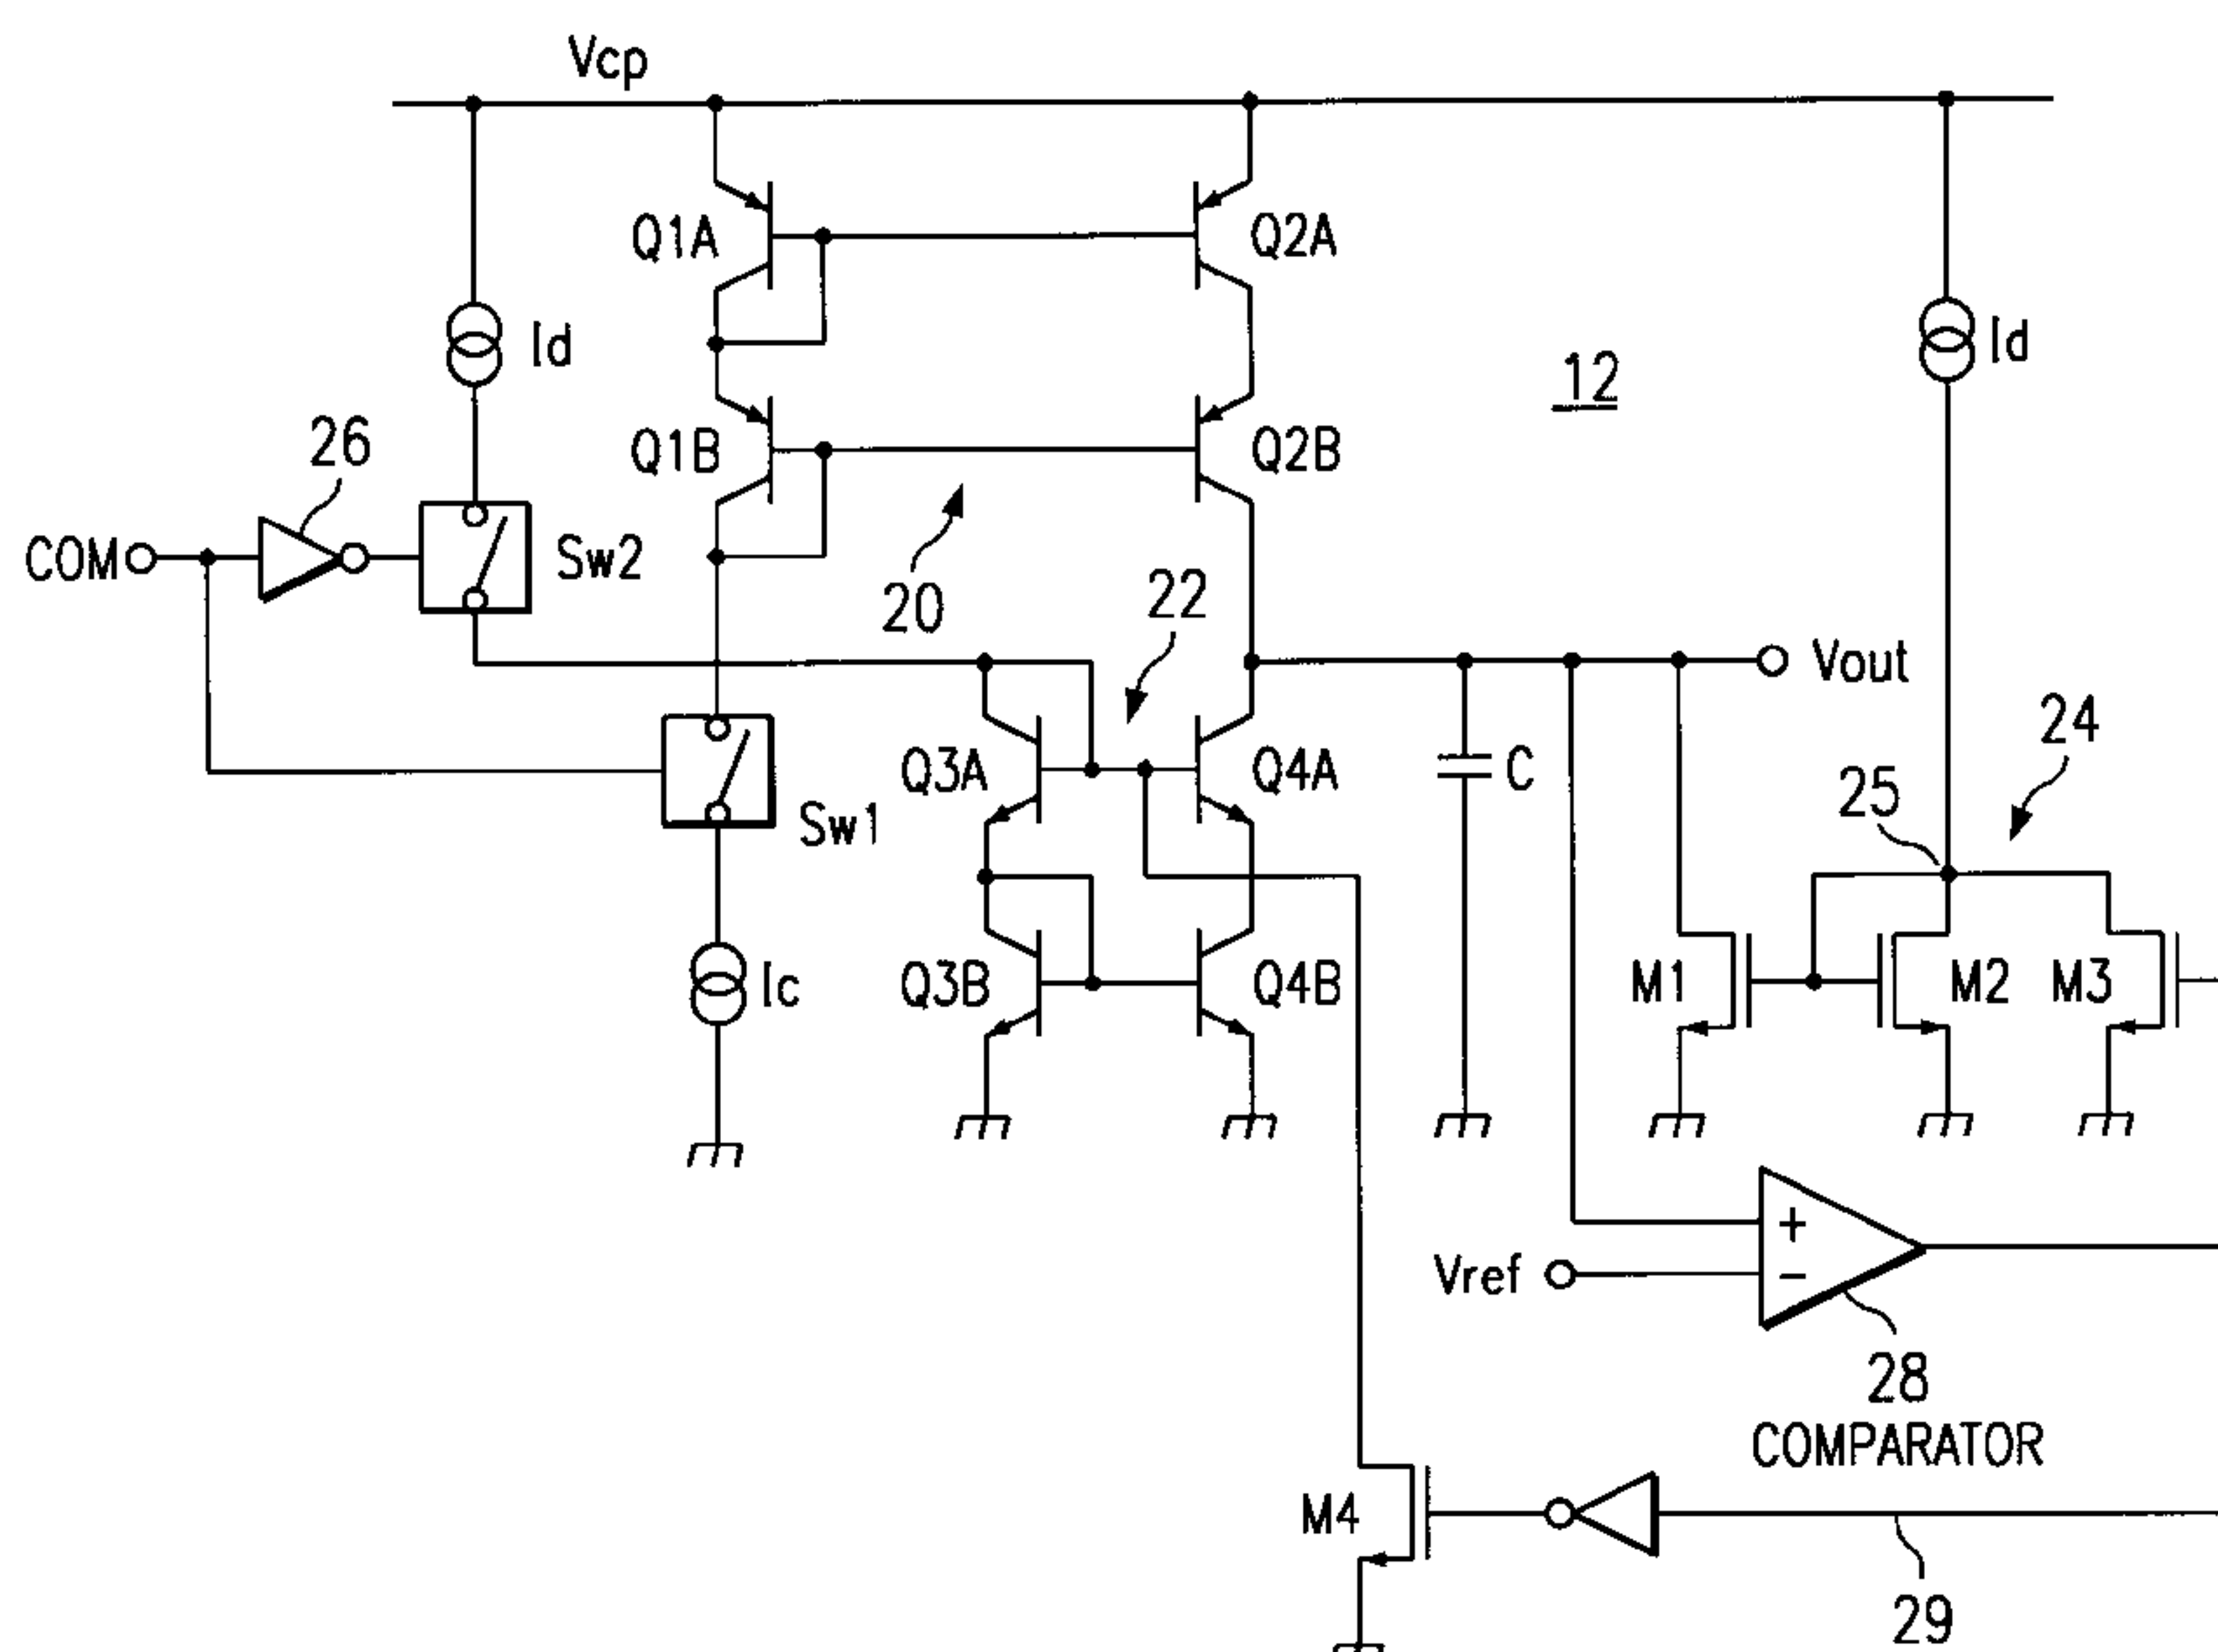 Vcp
Q1A
Q2A
Id
Id
12
26
Q1B
Q2B
COM
Sw2
20
22
Vout
24
Q3A
Q4A
C
25
Sw1
Ic
Q3B
Q4B
M1
M2
M3
+
Vref
−
28
COMPARATOR
M4
29